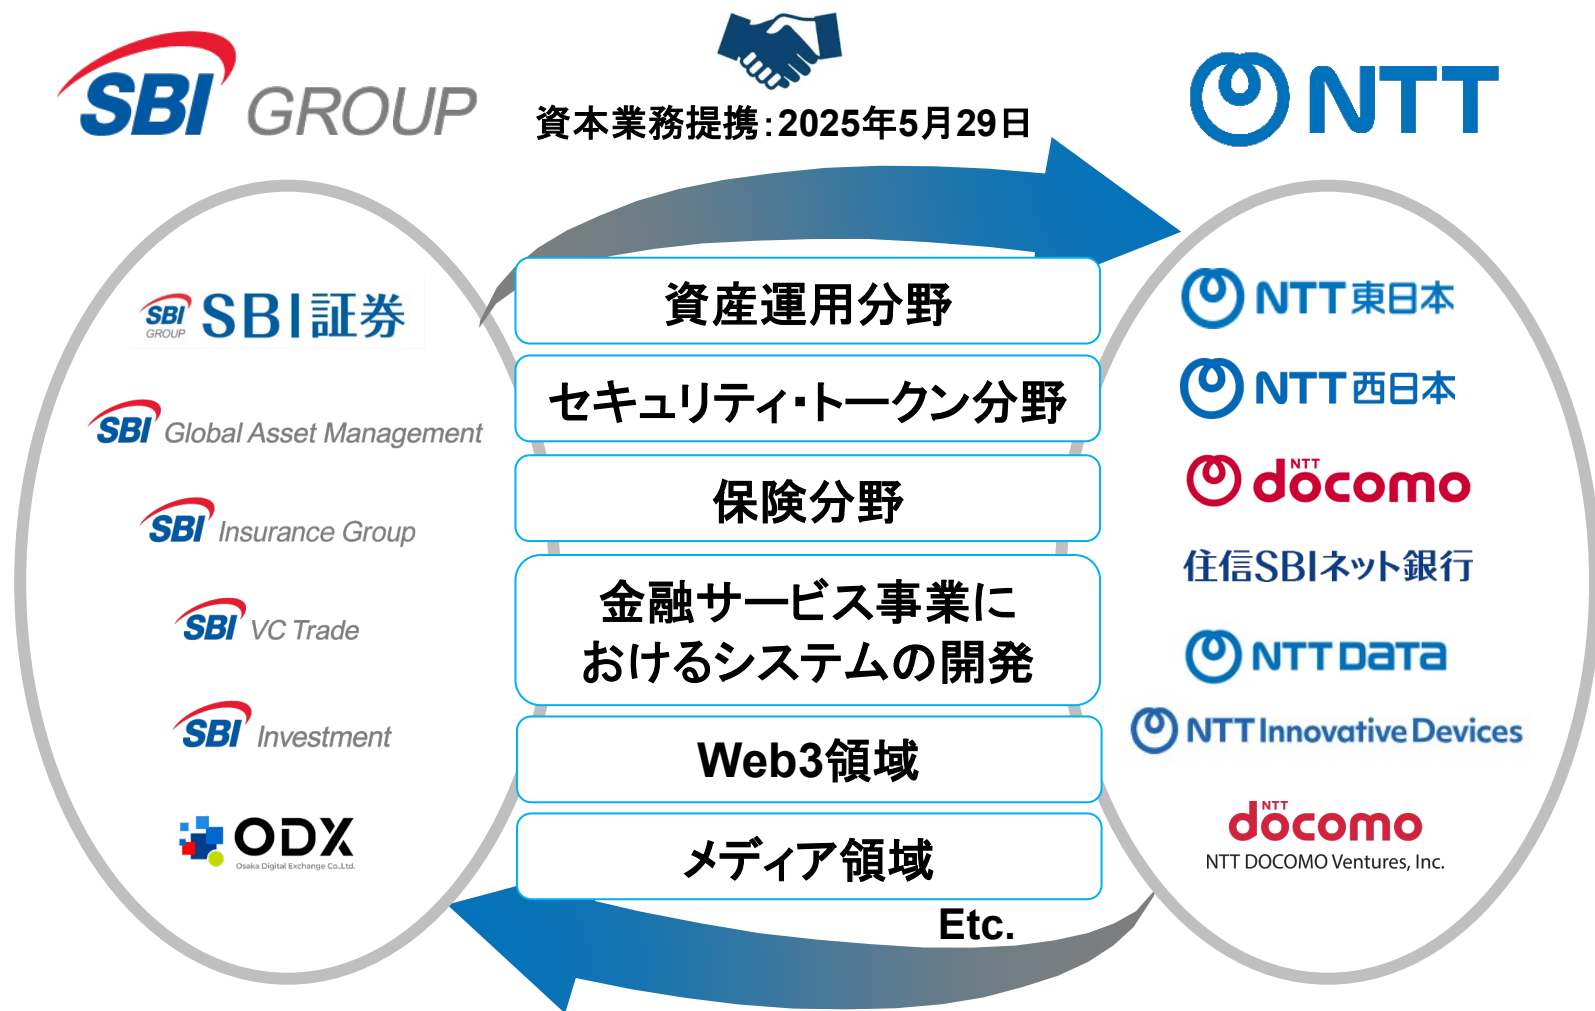 SBI GROUP
資本業務提携：2025年5月29日
NTT
SBI GROUP SBI証券
SBI Global Asset Management
SBI Insurance Group
SBI VC Trade
SBI Investment
ODX
Osaka Digital Exchange Co.,Ltd.
資産運用分野
セキュリティ・トークン分野
保険分野
金融サービス事業に
おけるシステムの開発
Web3領域
メディア領域
Etc.
NTT東日本
NTT西日本
NTT docomo
住信SBIネット銀行
NTT DATA
NTT Innovative Devices
NTT docomo
NTT DOCOMO Ventures, Inc.